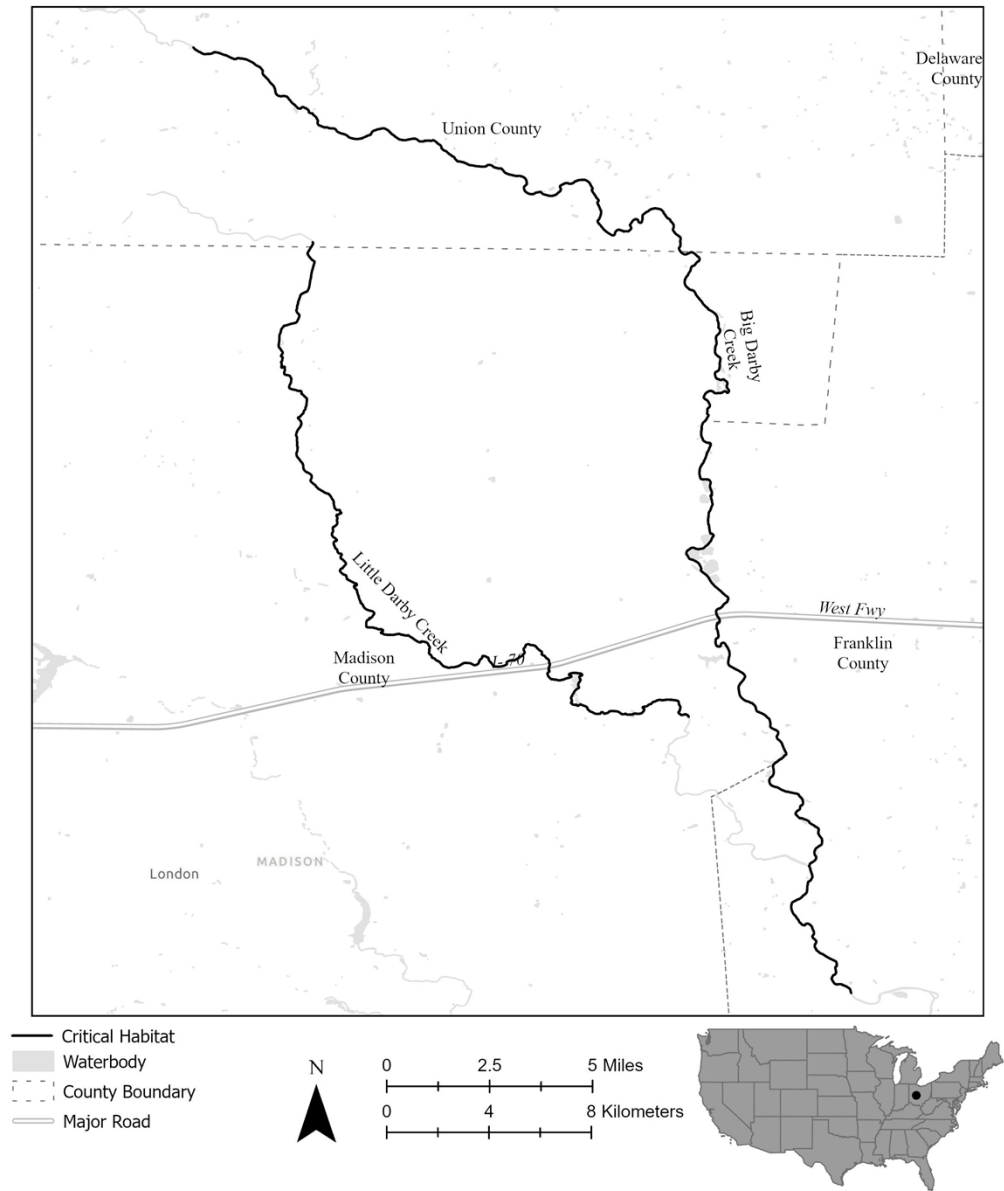 Delaware
County
Union County
Big Darby
Creek
Little Darby Creek
West Fwy
I-70
Franklin
County
Madison
County
MADISON
London
Critical Habitat
Waterbody
County Boundary
Major Road
N
0 2.5 5 Miles
0 4 8 Kilometers